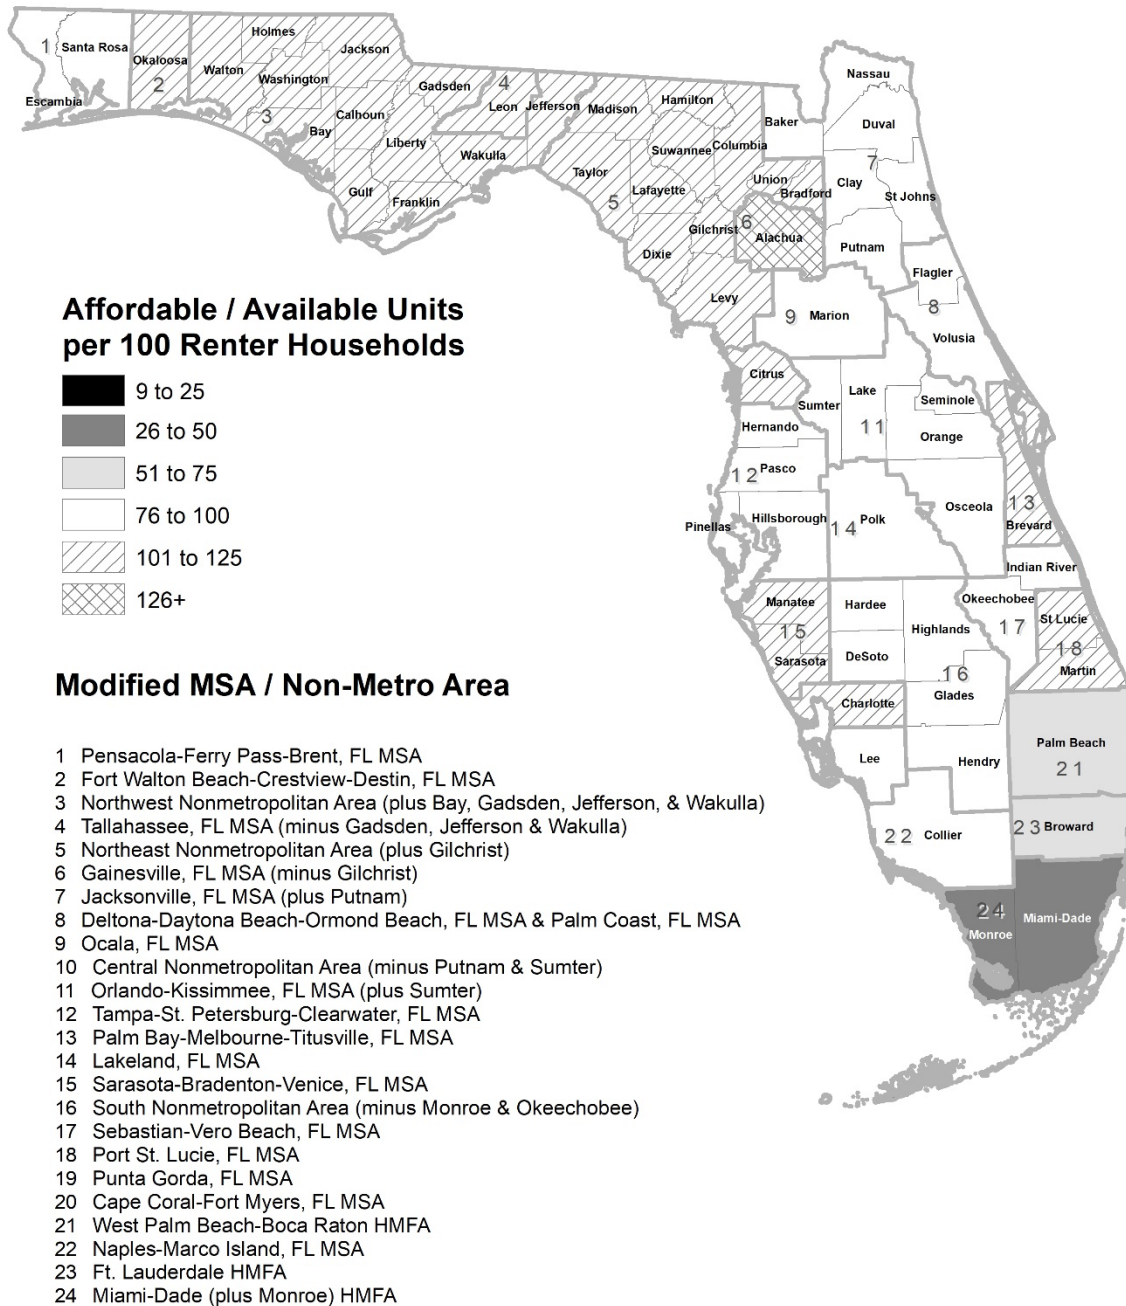 Holmes
Jackson
1
Santa Rosa
Okaloosa
2
Walton
Washington
Escambia
3
Bay
Calhoun
Liberty
Gulf
Franklin
Gadsden
4
Leon
Jefferson
Wakulla
Madison
Hamilton
Suwannee
Columbia
Taylor
5
Lafayette
Dixie
Gilchrist
Levy
Union
Bradford
6
Alachua
Baker
Nassau
Duval
7
Clay
St Johns
Putnam
Flagler
8
Volusia
9
Marion
Citrus
Sumter
Lake
11
Seminole
Orange
Hernando
12
Pasco
Pinellas
Hillsborough
14
Polk
Osceola
13
Brevard
Indian River
Okeechobee
17
St Lucie
18
Martin
Manatee
15
Sarasota
Hardee
DeSoto
Highlands
16
Glades
Charlotte
Lee
Hendry
Palm Beach
21
22
Collier
23
Broward
24
Monroe
Miami-Dade
Affordable / Available Units
per 100 Renter Households
9 to 25
26 to 50
51 to 75
76 to 100
101 to 125
126+
Modified MSA / Non-Metro Area
1 Pensacola-Ferry Pass-Brent, FL MSA
2 Fort Walton Beach-Crestview-Destin, FL MSA
3 Northwest Nonmetropolitan Area (plus Bay, Gadsden, Jefferson, & Wakulla)
4 Tallahassee, FL MSA (minus Gadsden, Jefferson & Wakulla)
5 Northeast Nonmetropolitan Area (plus Gilchrist)
6 Gainesville, FL MSA (minus Gilchrist)
7 Jacksonville, FL MSA (plus Putnam)
8 Deltona-Daytona Beach-Ormond Beach, FL MSA & Palm Coast, FL MSA
9 Ocala, FL MSA
10 Central Nonmetropolitan Area (minus Putnam & Sumter)
11 Orlando-Kissimmee, FL MSA (plus Sumter)
12 Tampa-St. Petersburg-Clearwater, FL MSA
13 Palm Bay-Melbourne-Titusville, FL MSA
14 Lakeland, FL MSA
15 Sarasota-Bradenton-Venice, FL MSA
16 South Nonmetropolitan Area (minus Monroe & Okeechobee)
17 Sebastian-Vero Beach, FL MSA
18 Port St. Lucie, FL MSA
19 Punta Gorda, FL MSA
20 Cape Coral-Fort Myers, FL MSA
21 West Palm Beach-Boca Raton HMFA
22 Naples-Marco Island, FL MSA
23 Ft. Lauderdale HMFA
24 Miami-Dade (plus Monroe) HMFA